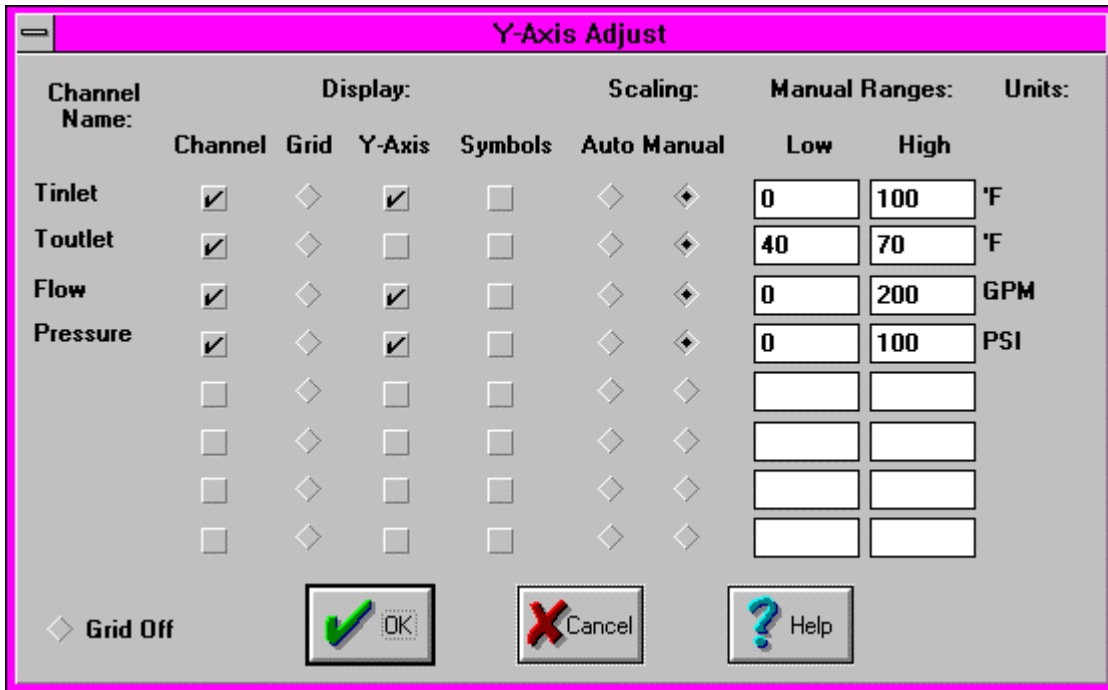 Y-Axis Adjust
Channel Name: Display: Scaling: Manual Ranges: Units:
Channel Grid Y-Axis Symbols Auto Manual Low High
Tinlet 0 100 'F
Toutlet 40 70 'F
Flow 0 200 GPM
Pressure 0 100 PSI
Grid Off OK Cancel Help